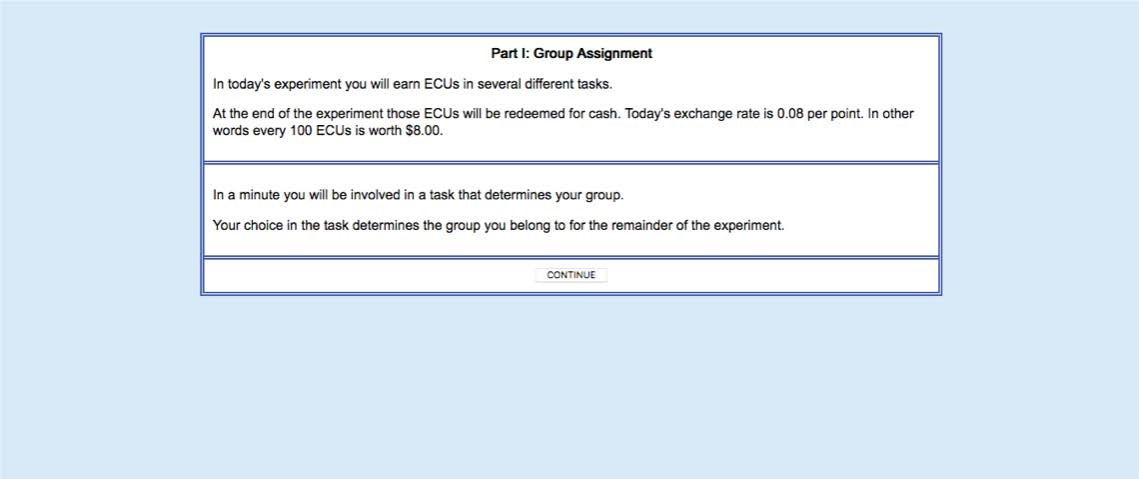 Part I: Group Assignment
In today's experiment you will earn ECUs in several different tasks.
At the end of the experiment those ECUs will be redeemed for cash. Today's exchange rate is 0.08 per point. In other
words every 100 ECUs is worth $8.00.
In a minute you will be involved in a task that determines your group.
Your choice in the task determines the group you belong to for the remainder of the experiment.
CONTINUE